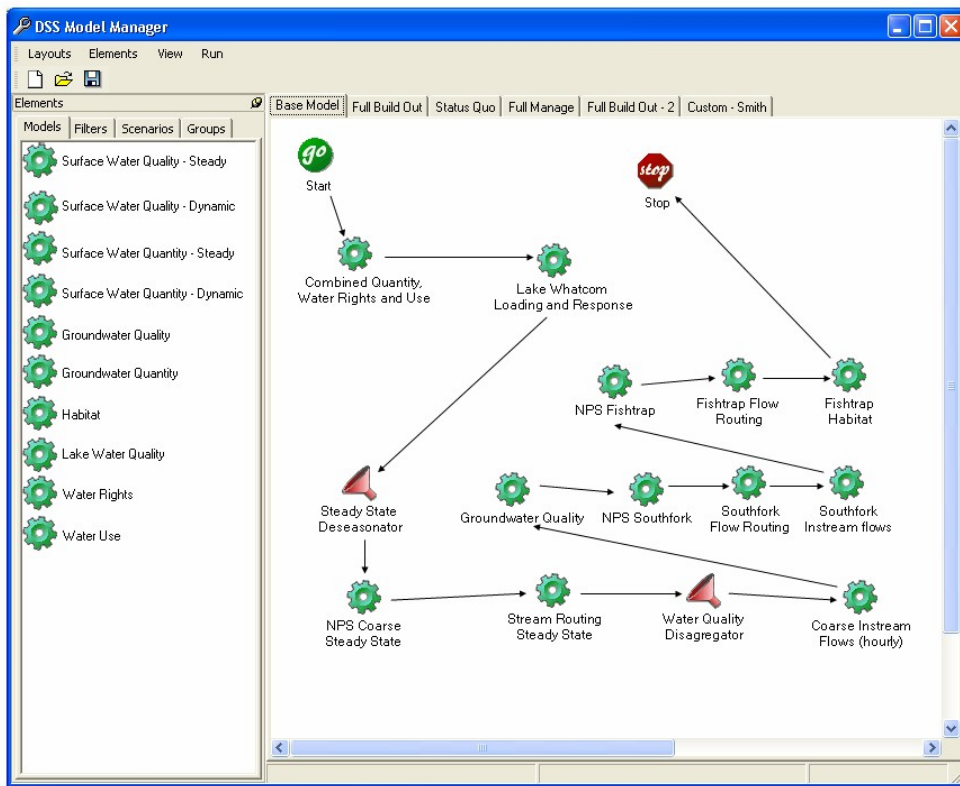 DSS Model Manager
Layouts Elements View Run
Elements
Models Filters Scenarios Groups
Surface Water Quality - Steady
Surface Water Quality - Dynamic
Surface Water Quantity - Steady
Surface Water Quantity - Dynamic
Groundwater Quality
Groundwater Quantity
Habitat
Lake Water Quality
Water Rights
Water Use
Base Model Full Build Out Status Quo Full Manage Full Build Out - 2 Custom - Smith
go
Start
stop
Stop
Combined Quantity,
Water Rights and Use
Lake Whatcom
Loading and Response
NPS Fishtrap
Fishtrap Flow
Routing
Fishtrap
Habitat
Steady State
Deseasonator
Groundwater Quality
NPS Southfork
Southfork
Flow Routing
Southfork
Instream flows
NPS Coarse
Steady State
Stream Routing
Steady State
Water Quality
Disagregator
Coarse Instream
Flows (hourly)